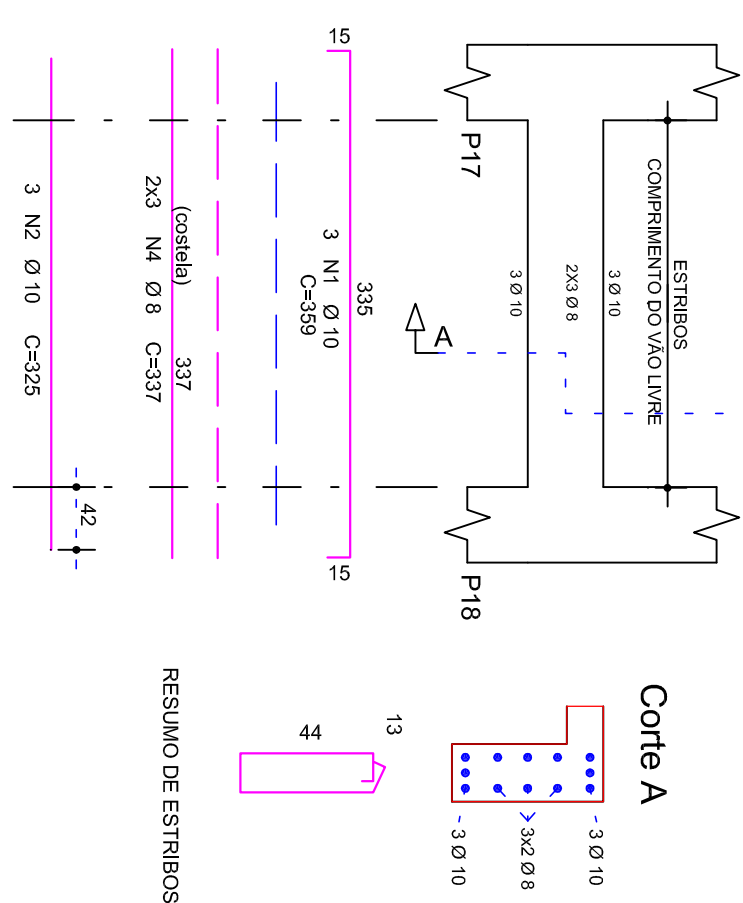 ESTRIBOS
COMPRIMENTO DO VÃO LIVRE
3 Ø 10
2X3 Ø 8
3 Ø 10
P17
P18
A
15
335
15
3 N1 Ø 10
C=359
(costela) 337
2x3 N4 Ø 8 C=337
42
3 N2 Ø 10 C=325
Corte A
3 Ø 10
3x2 Ø 8
3 Ø 10
13
44
RESUMO DE ESTRIBOS